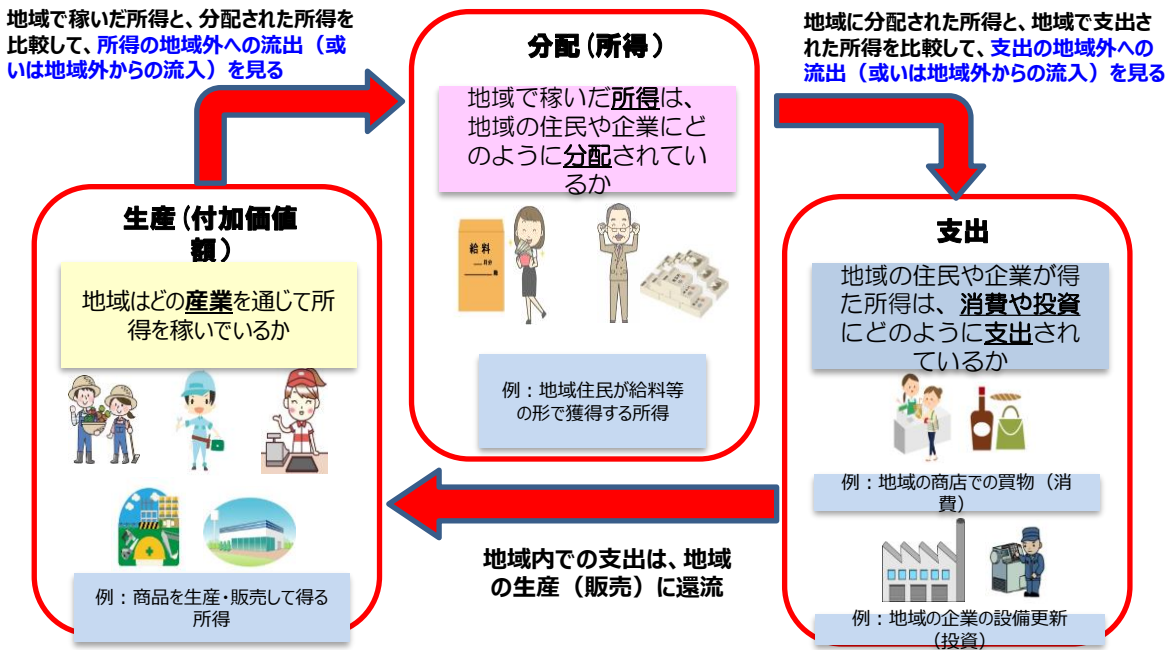 地域で稼いだ所得と、分配された所得を
比較して、所得の地域外への流出（或
いは地域外からの流入）を見る
分配（所得）
地域で稼いだ所得は、
地域の住民や企業にど
のように分配されてい
るか
給料
例：地域住民が給料等
の形で獲得する所得
地域に分配された所得と、地域で支出さ
れた所得を比較して、支出の地域外への
流出（或いは地域外からの流入）を見る
生産（付加価値
額）
地域はどの産業を通じて所
得を稼いでいるか
例：商品を生産・販売して得る
所得
支出
地域の住民や企業が得
た所得は、消費や投資
にどのように支出され
ているか
例：地域の商店での買物（消
費）
例：地域の企業の設備更新
（投資）
地域内での支出は、地域
の生産（販売）に還流